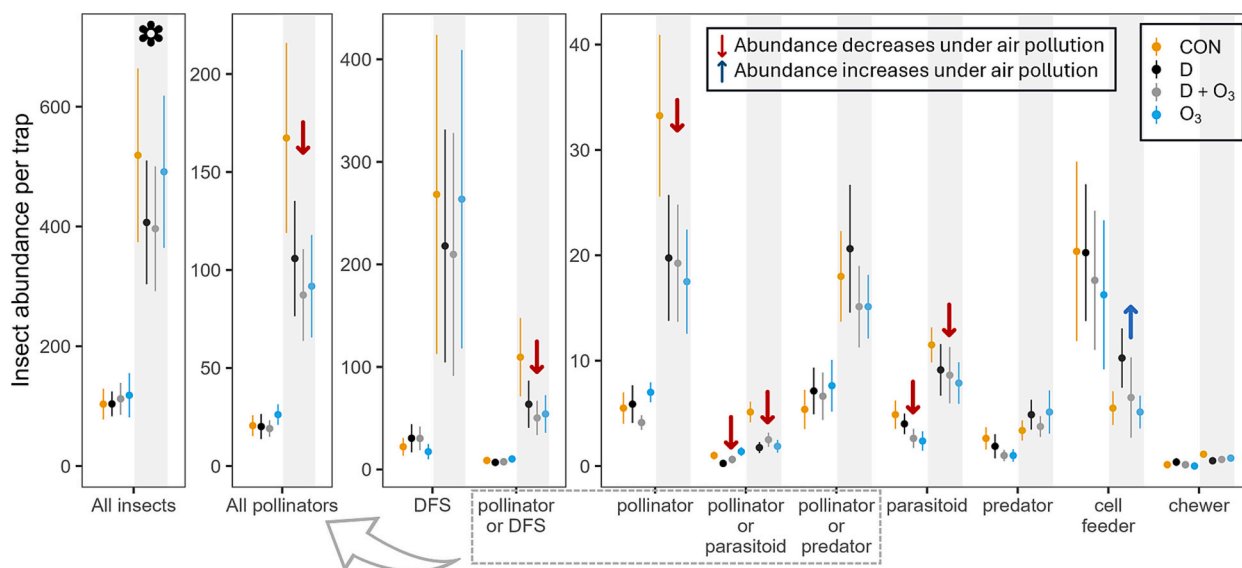 Insect abundance per trap
600
400
200
0
All insects
200
150
100
50
0
All pollinators
400
300
200
100
0
DFS
pollinator
or DFS
40
30
20
10
0
Abundance decreases under air pollution
Abundance increases under air pollution
CON
D
D + O₃
O₃
pollinator
pollinator
or
parasitoid
pollinator
or
predator
parasitoid
predator
cell
feeder
chewer